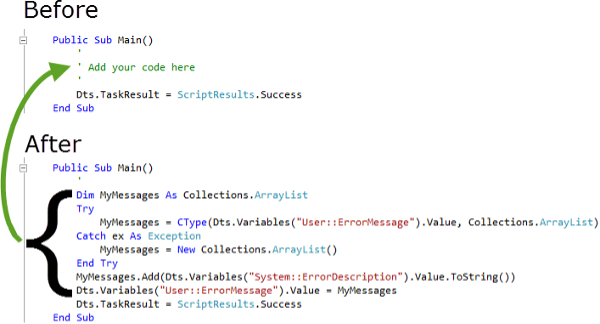 Before
Public Sub Main()
'
' Add your code here
'
Dts.TaskResult = ScriptResults.Success
End Sub
After
Public Sub Main()
'
Dim MyMessages As Collections.ArrayList
Try
MyMessages = CType(Dts.Variables("User::ErrorMessage").Value, Collections.ArrayList)
Catch ex As Exception
MyMessages = New Collections.ArrayList()
End Try
MyMessages.Add(Dts.Variables("System::ErrorDescription").Value.ToString())
Dts.Variables("User::ErrorMessage").Value = MyMessages
Dts.TaskResult = ScriptResults.Success
End Sub